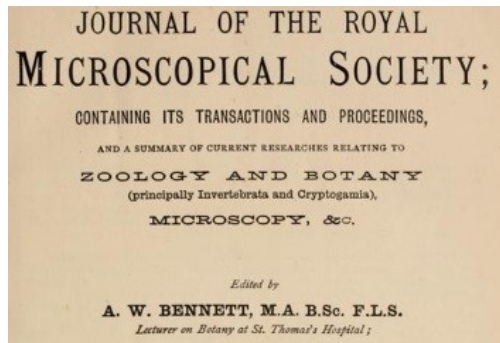 JOURNAL OF THE ROYAL
MICROSCOPICAL SOCIETY;
CONTAINING ITS TRANSACTIONS AND PROCEEDINGS,
AND A SUMMARY OF CURRENT RESEARCHES RELATING TO
ZOOLOGY AND BOTANY
(principally Invertebrata and Cryptogamia),
MICROSCOPY, &c.
Edited by
A. W. BENNETT, M.A. B.Sc. F.L.S.
Lecturer on Botany at St. Thomas's Hospital;